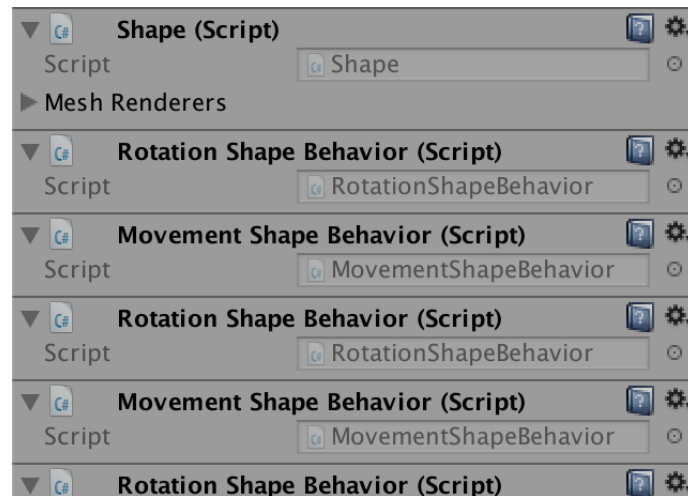 C# Shape (Script)
Script C# Shape
Mesh Renderers
C# Rotation Shape Behavior (Script)
Script C# RotationShapeBehavior
C# Movement Shape Behavior (Script)
Script C# MovementShapeBehavior
C# Rotation Shape Behavior (Script)
Script C# RotationShapeBehavior
C# Movement Shape Behavior (Script)
Script C# MovementShapeBehavior
C# Rotation Shape Behavior (Script)